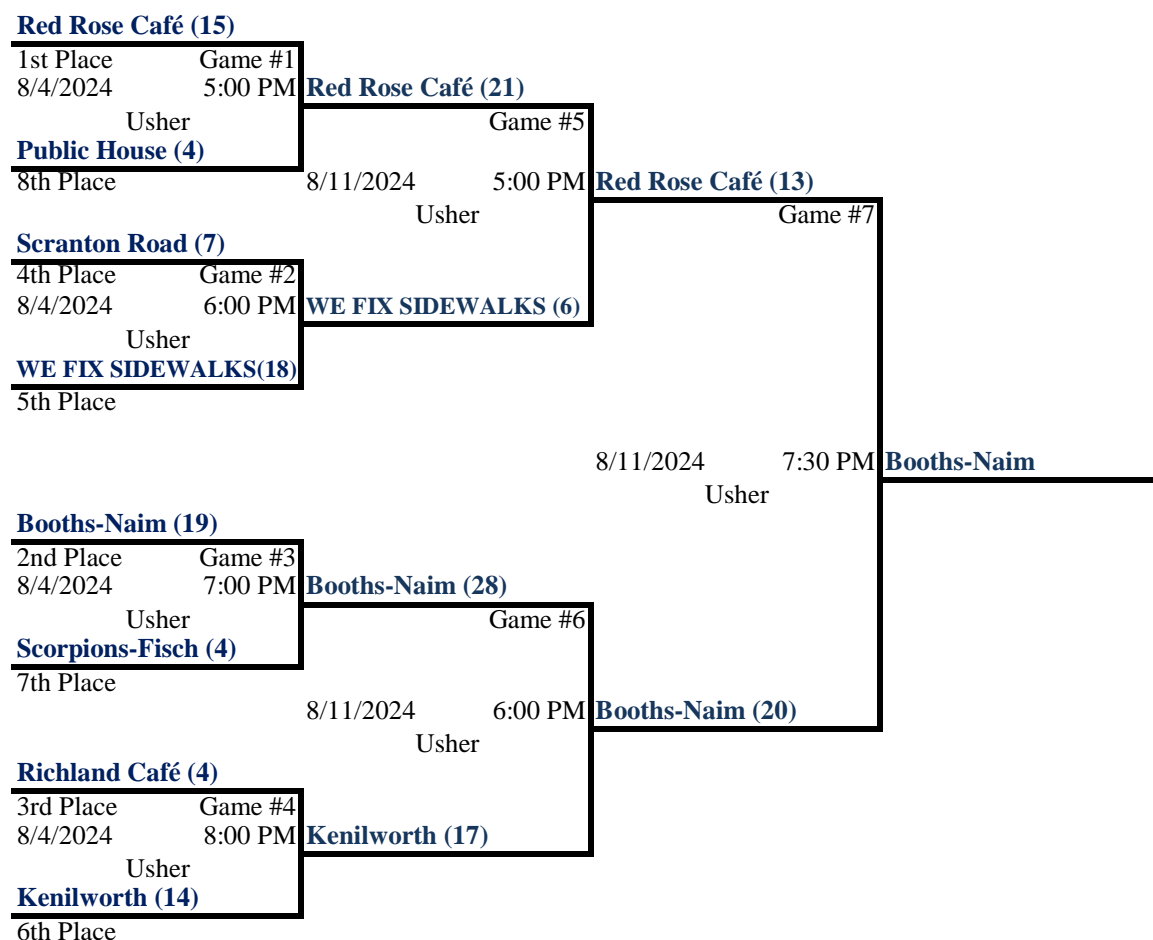 Red Rose Café (15)
1st Place Game #1
8/4/2024 5:00 PM Red Rose Café (21)
Usher Game #5
Public House (4)
8th Place 8/11/2024 5:00 PM Red Rose Café (13)
Usher Game #7
Scranton Road (7)
4th Place Game #2
8/4/2024 6:00 PM WE FIX SIDEWALKS (6)
Usher
WE FIX SIDEWALKS(18)
5th Place
8/11/2024 7:30 PM Booths-Naim
Usher
Booths-Naim (19)
2nd Place Game #3
8/4/2024 7:00 PM Booths-Naim (28)
Usher Game #6
Scorpions-Fisch (4)
7th Place
8/11/2024 6:00 PM Booths-Naim (20)
Usher
Richland Café (4)
3rd Place Game #4
8/4/2024 8:00 PM Kenilworth (17)
Usher
Kenilworth (14)
6th Place